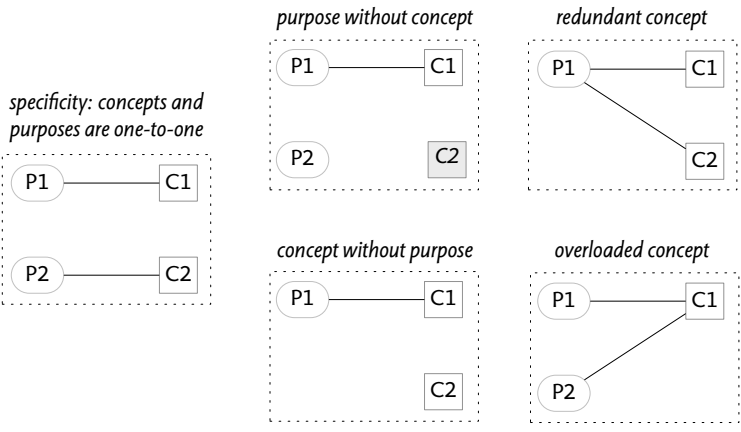 specificity: concepts and
purposes are one-to-one
P1
C1
P2
C2
purpose without concept
P1
C1
P2
C2
redundant concept
P1
C1
C2
concept without purpose
P1
C1
C2
overloaded concept
P1
C1
P2